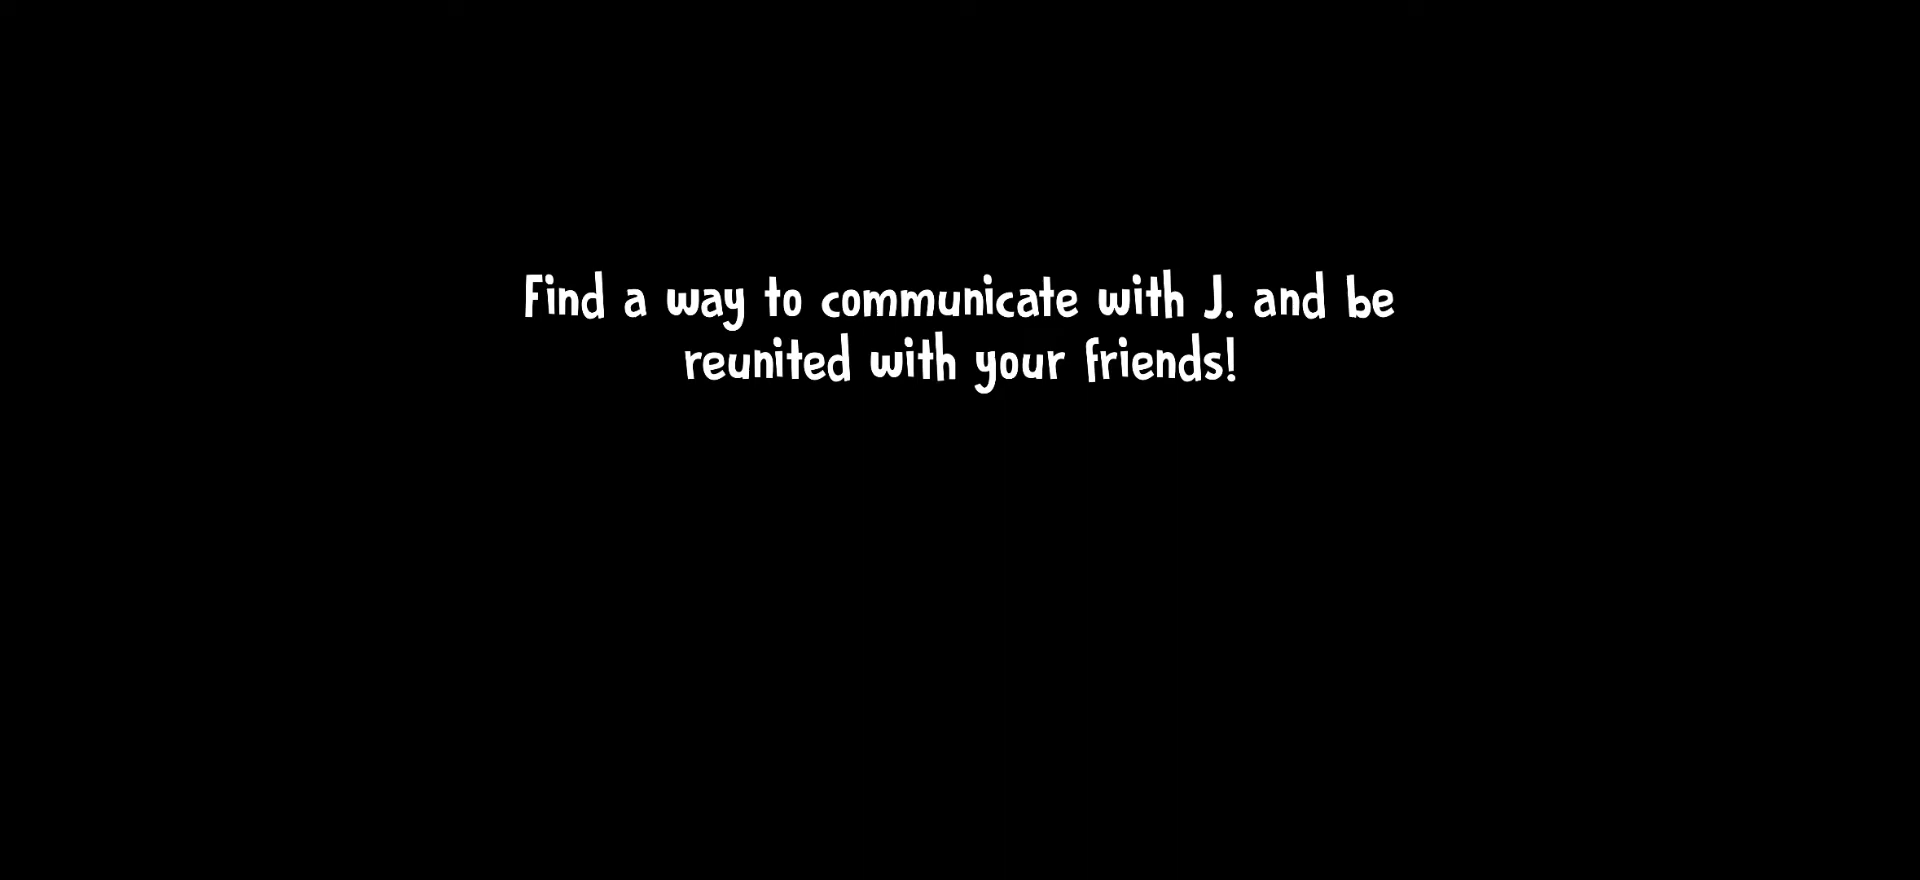 Find a way to communicate with J. and be
reunited with your friends!